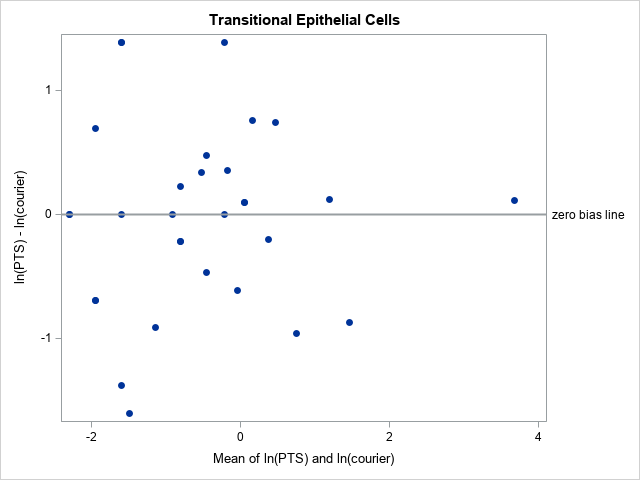 Transitional Epithelial Cells
ln(PTS) - ln(courier)
1
0
-1
zero bias line
-2 0 2 4
Mean of ln(PTS) and ln(courier)